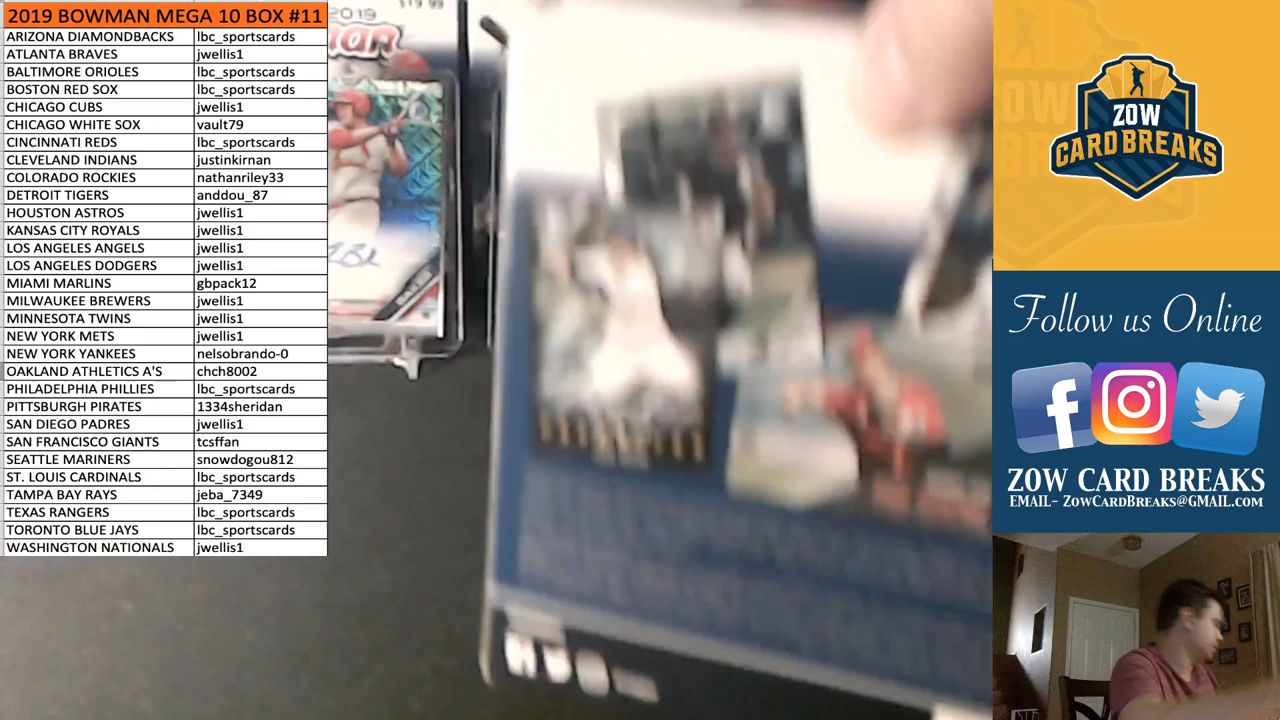 2019 BOWMAN MEGA 10 BOX #11
ARIZONA DIAMONDBACKS lbc_sportscards
ATLANTA BRAVES jwellis1
BALTIMORE ORIOLES lbc_sportscards
BOSTON RED SOX lbc_sportscards
CHICAGO CUBS jwellis1
CHICAGO WHITE SOX vault79
CINCINNATI REDS lbc_sportscards
CLEVELAND INDIANS justinkirnan
COLORADO ROCKIES nathanriley33
DETROIT TIGERS anddou_87
HOUSTON ASTROS jwellis1
KANSAS CITY ROYALS jwellis1
LOS ANGELES ANGELS jwellis1
LOS ANGELES DODGERS jwellis1
MIAMI MARLINS gbpack12
MILWAUKEE BREWERS jwellis1
MINNESOTA TWINS jwellis1
NEW YORK METS jwellis1
NEW YORK YANKEES nelsobrando-0
OAKLAND ATHLETICS A'S chch8002
PHILADELPHIA PHILLIES lbc_sportscards
PITTSBURGH PIRATES 1334sheridan
SAN DIEGO PADRES jwellis1
SAN FRANCISCO GIANTS tcsffan
SEATTLE MARINERS snowdogou812
ST. LOUIS CARDINALS lbc_sportscards
TAMPA BAY RAYS jeba_7349
TEXAS RANGERS lbc_sportscards
TORONTO BLUE JAYS lbc_sportscards
WASHINGTON NATIONALS jwellis1
2019
ZOW
CARD BREAKS
Follow us Online
ZOW CARD BREAKS
EMAIL- ZOWCARDBREAKS@GMAIL.COM